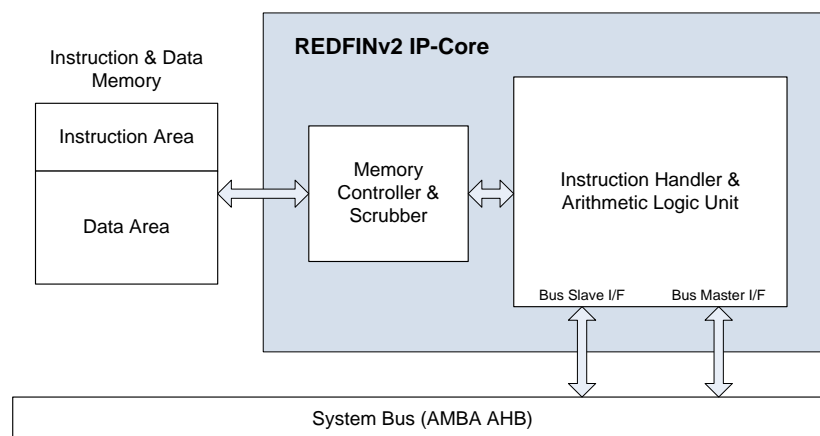 REDFINv2 IP-Core
Instruction & Data
Memory
Instruction Area
Data Area
Memory
Controller &
Scrubber
Instruction Handler &
Arithmetic Logic Unit
Bus Slave I/F
Bus Master I/F
System Bus (AMBA AHB)